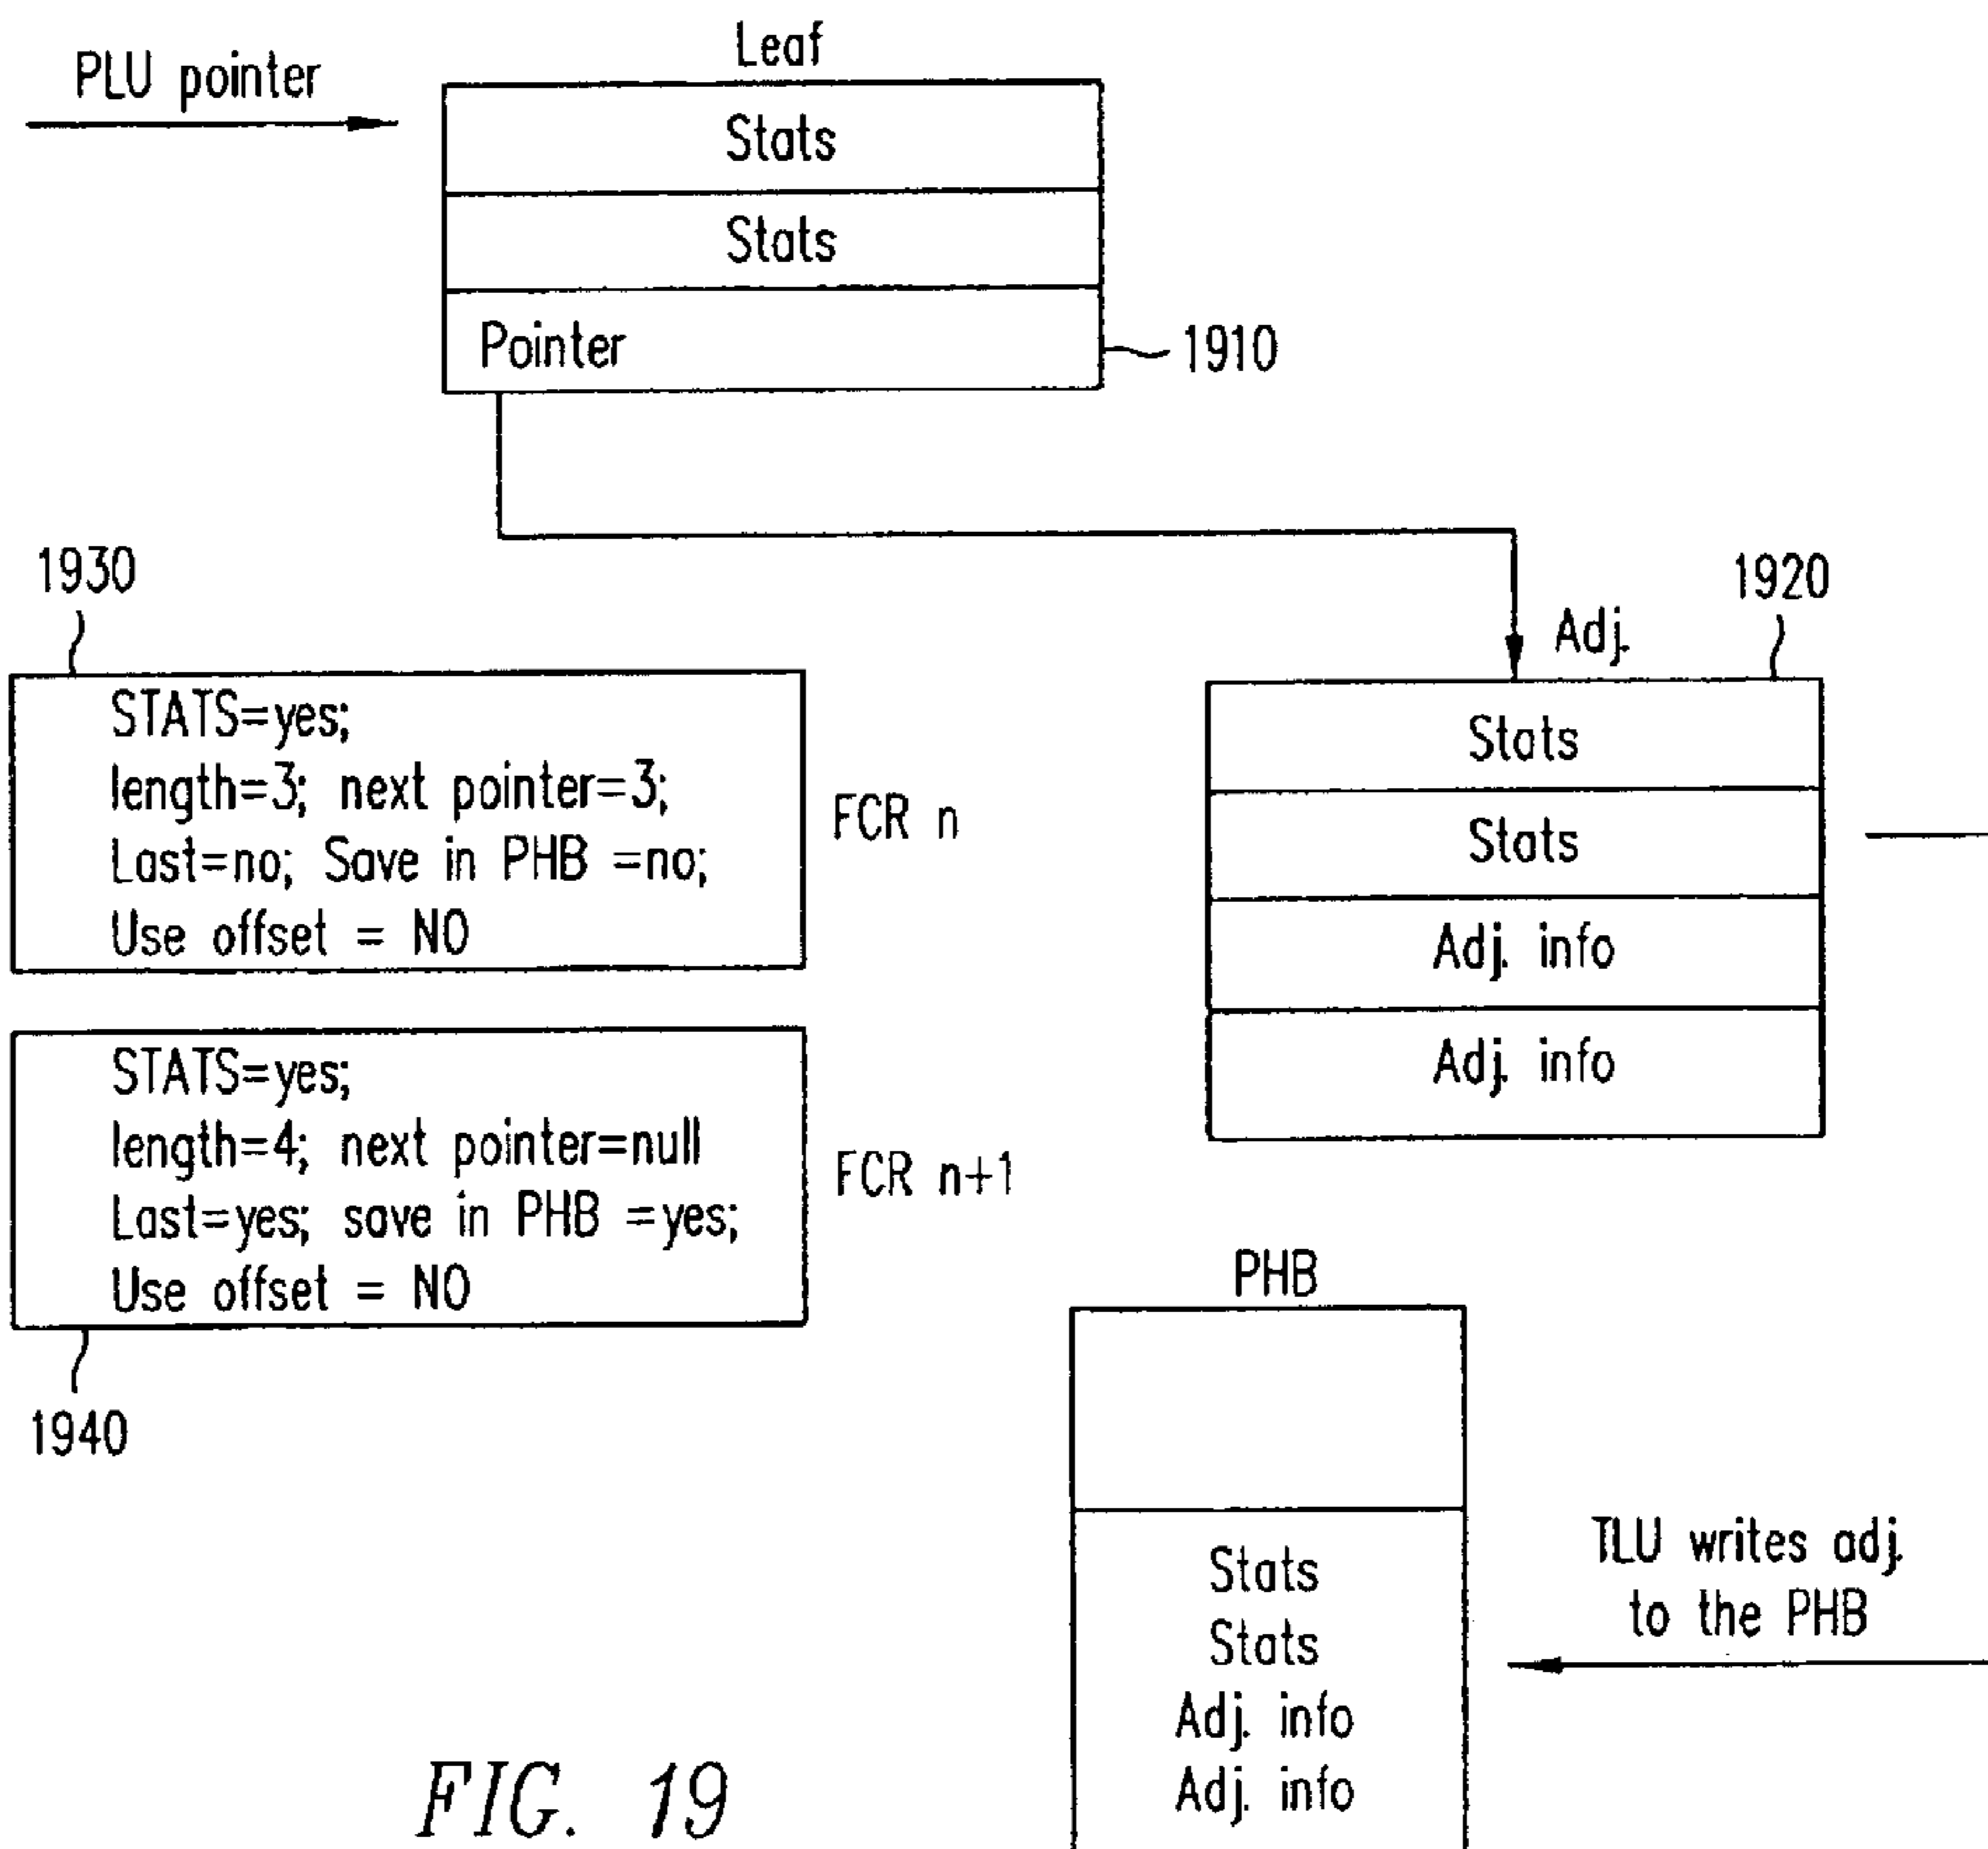 Leaf
PLU pointer
Stats
Stats
Pointer
1910
1930
STATS=yes;
length=3; next pointer=3;
Last=no; Save in PHB =no;
Use offset = NO
FCR n
1920
Adj.
Stats
Stats
Adj. info
Adj. info
STATS=yes;
length=4; next pointer=null
Last=yes; save in PHB =yes;
Use offset = NO
FCR n+1
1940
PHB
Stats
Stats
Adj. info
Adj. info
TLU writes adj.
to the PHB
FIG. 19